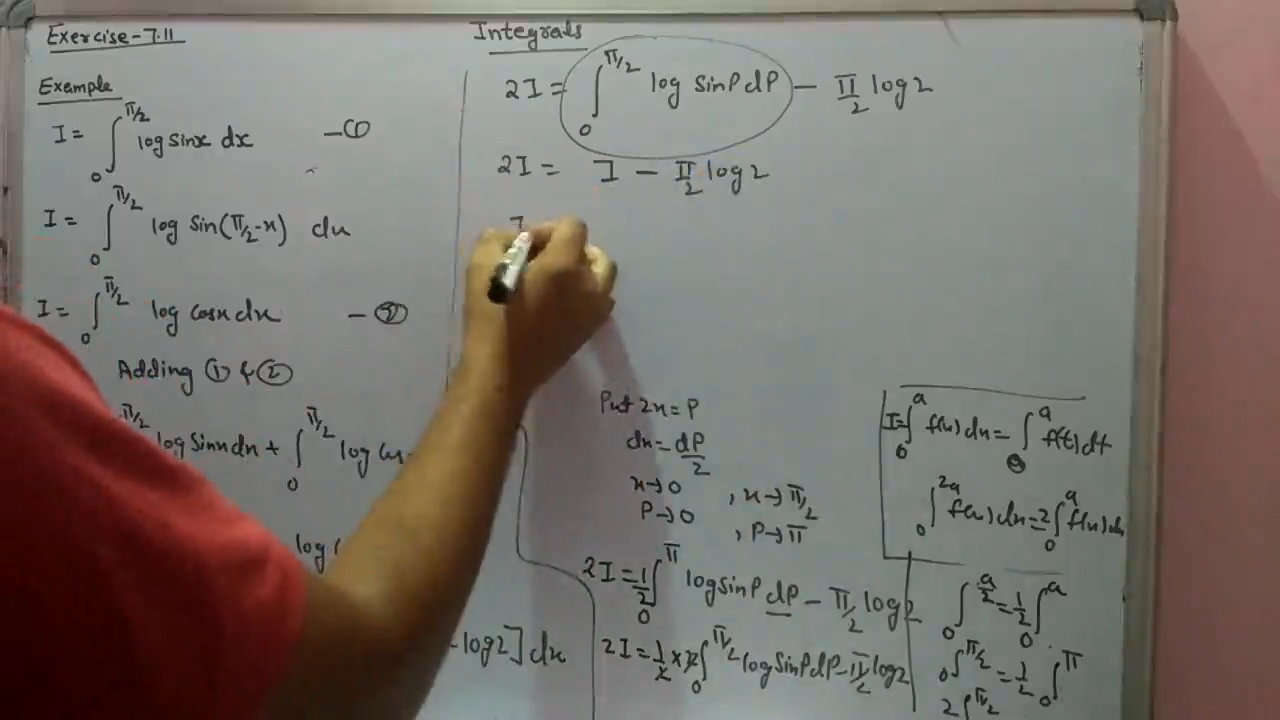 Exercise-7.11
Integrals
Example
I = ∫₀^π/2 log sinx dx —①
I = ∫₀^π/2 log sin(π/2-x) dx
I = ∫₀^π/2 log cosx dx —②
Adding ① & ②
π/2 log sinx dx + ∫₀^π/2 log
log
- log2] dx
2I = ∫₀^π/2 log sinP dP — π/2 log2
2I = I — π/2 log2
Put 2x = P
dx = dP/2
x→0 , x→π/2
P→0 , P→π
2I = 1/2 ∫₀^π log sinP dP - π/2 log2
2I = 1/2 × 2 ∫₀^π/2 log sinP dP - π/2 log2
I = ∫₀^a f(x) dx = ∫₀^a f(t) dt
∫₀^2a f(x) dx = 2 ∫₀^a f(x) dx
∫₀^a/2 = 1/2 ∫₀^a
∫₀^π/2 = 1/2 ∫₀^π
2 ∫^π/2